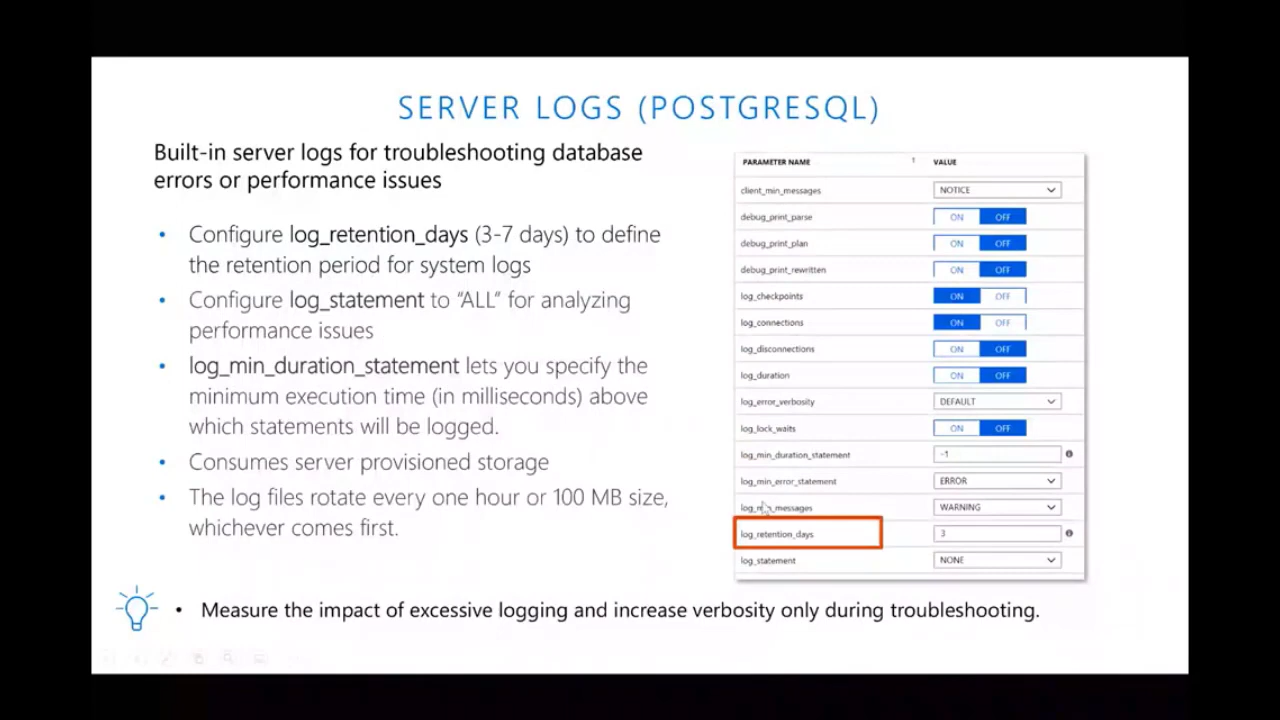 SERVER LOGS (POSTGRESQL)
Built-in server logs for troubleshooting database
errors or performance issues
• Configure log_retention_days (3-7 days) to define
the retention period for system logs
• Configure log_statement to “ALL” for analyzing
performance issues
• log_min_duration_statement lets you specify the
minimum execution time (in milliseconds) above
which statements will be logged.
• Consumes server provisioned storage
• The log files rotate every one hour or 100 MB size,
whichever comes first.
PARAMETER NAME ↑ VALUE
client_min_messages NOTICE
debug_print_parse ON OFF
debug_print_plan ON OFF
debug_print_rewritten ON OFF
log_checkpoints ON OFF
log_connections ON OFF
log_disconnections ON OFF
log_duration ON OFF
log_error_verbosity DEFAULT
log_lock_waits ON OFF
log_min_duration_statement -1
log_min_error_statement ERROR
log_min_messages WARNING
log_retention_days 3
log_statement NONE
• Measure the impact of excessive logging and increase verbosity only during troubleshooting.